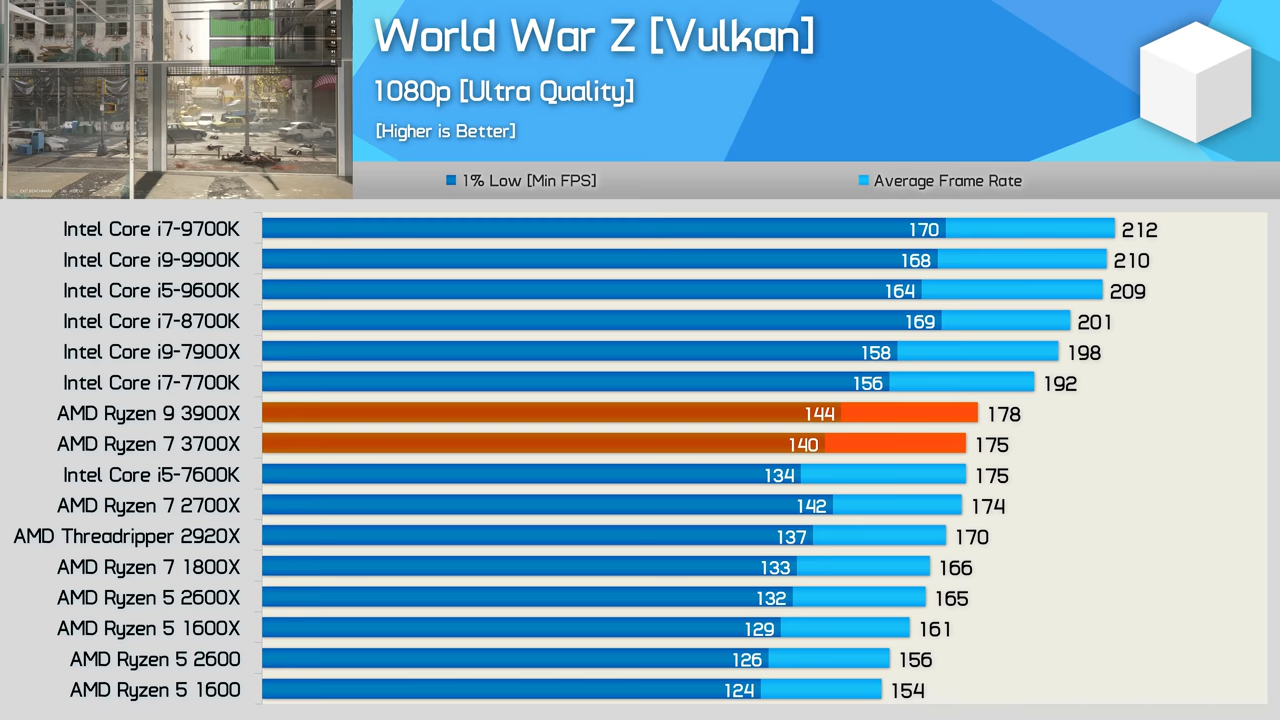 World War Z [Vulkan]
1080p [Ultra Quality]
[Higher is Better]
1% Low [Min FPS] Average Frame Rate
Intel Core i7-9700K 170 212
Intel Core i9-9900K 168 210
Intel Core i5-9600K 164 209
Intel Core i7-8700K 169 201
Intel Core i9-7900X 158 198
Intel Core i7-7700K 156 192
AMD Ryzen 9 3900X 144 178
AMD Ryzen 7 3700X 140 175
Intel Core i5-7600K 134 175
AMD Ryzen 7 2700X 142 174
AMD Threadripper 2920X 137 170
AMD Ryzen 7 1800X 133 166
AMD Ryzen 5 2600X 132 165
AMD Ryzen 5 1600X 129 161
AMD Ryzen 5 2600 126 156
AMD Ryzen 5 1600 124 154